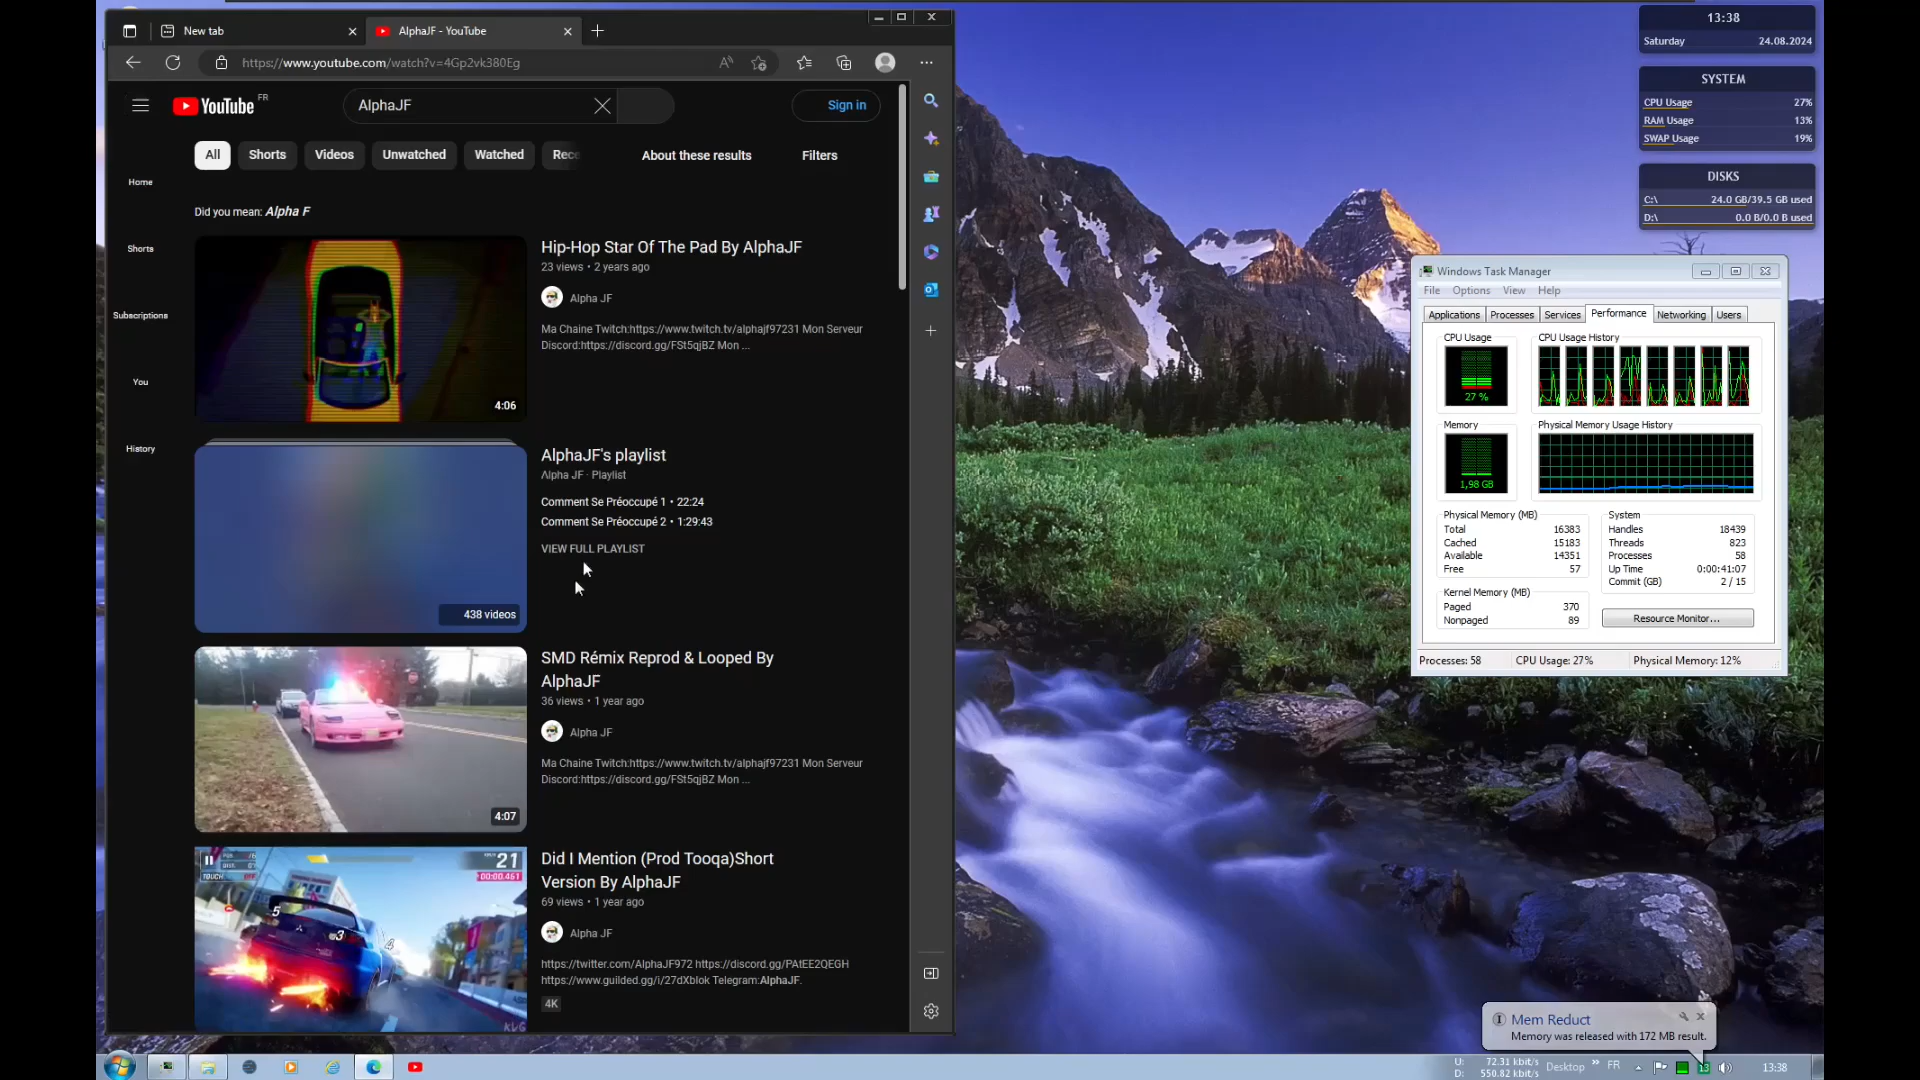 New tab
AlphaJF - YouTube
https://www.youtube.com/watch?v=4Gp2vk380Eg
YouTube FR
AlphaJF
Sign in
All
Shorts
Videos
Unwatched
Watched
Rece
About these results
Filters
Home
Shorts
Subscriptions
You
History
Did you mean: Alpha F
4:06
Hip-Hop Star Of The Pad By AlphaJF
23 views • 2 years ago
Alpha JF
Ma Chaine Twitch:https://www.twitch.tv/alphajf97231 Mon Serveur
Discord:https://discord.gg/FSt5qjBZ Mon ...
438 videos
AlphaJF's playlist
Alpha JF · Playlist
Comment Se Préoccupé 1 • 22:24
Comment Se Préoccupé 2 • 1:29:43
VIEW FULL PLAYLIST
4:07
SMD Rémix Reprod & Looped By
AlphaJF
36 views • 1 year ago
Alpha JF
Ma Chaine Twitch:https://www.twitch.tv/alphajf97231 Mon Serveur
Discord:https://discord.gg/FSt5qjBZ Mon ...
21
TOUCH
5
3
4
Did I Mention (Prod Tooqa)Short
Version By AlphaJF
69 views • 1 year ago
Alpha JF
https://twitter.com/AlphaJF972 https://discord.gg/PAtEE2QEGH
https://www.guilded.gg/i/27dXblok Telegram:AlphaJF.
4K
13:38
Saturday 24.08.2024
SYSTEM
CPU Usage 27%
RAM Usage 13%
SWAP Usage 19%
DISKS
C:\ 24.0 GB/39.5 GB used
D:\ 0.0 B/0.0 B used
Windows Task Manager
File Options View Help
Applications Processes Services Performance Networking Users
CPU Usage
CPU Usage History
27 %
Memory
Physical Memory Usage History
1,98 GB
Physical Memory (MB)
Total 16383
Cached 15183
Available 14351
Free 57
Kernel Memory (MB)
Paged 370
Nonpaged 89
System
Handles 18439
Threads 823
Processes 58
Up Time 0:00:41:07
Commit (GB) 2 / 15
Resource Monitor...
Processes: 58 CPU Usage: 27% Physical Memory: 12%
Mem Reduct
Memory was released with 172 MB result.
U: 72.31 kbit/s
D: 550.82 kbit/s
Desktop » FR
13
13:38